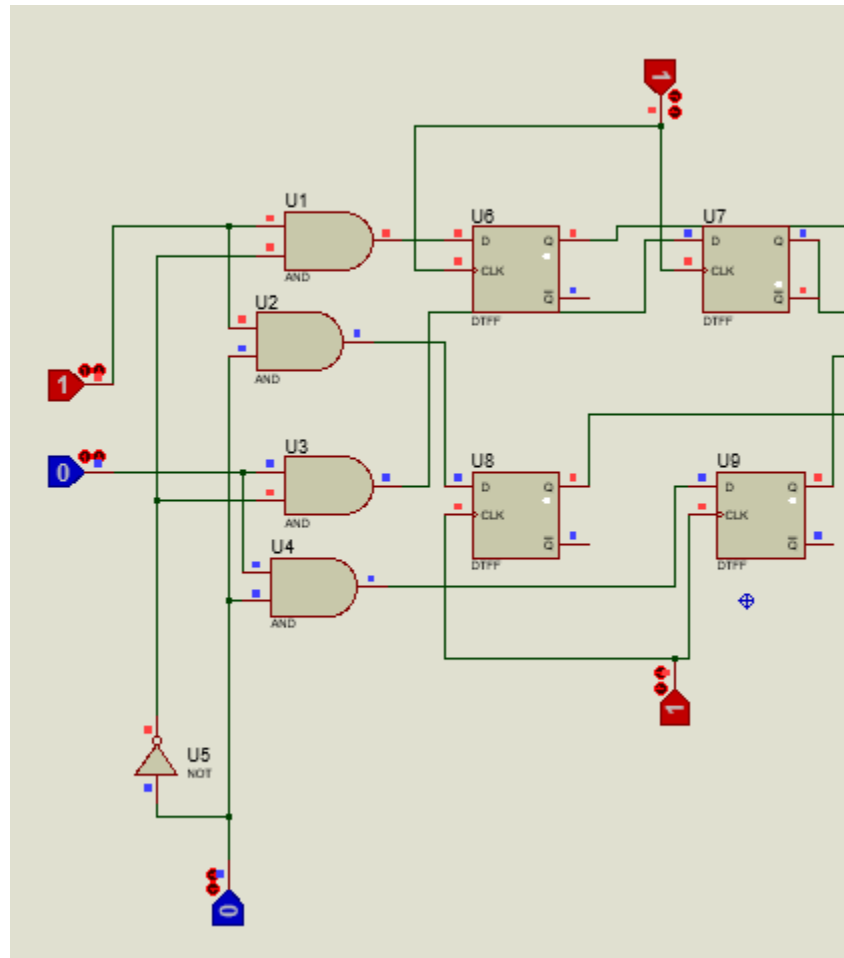 1
U1
AND
U6
D
Q
CLK
Q
DTFF
U7
D
Q
CLK
Q
DTFF
U2
AND
1
0
U3
AND
U8
D
Q
CLK
Q
DTFF
U9
D
Q
CLK
Q
DTFF
U4
AND
1
U5
NOT
0